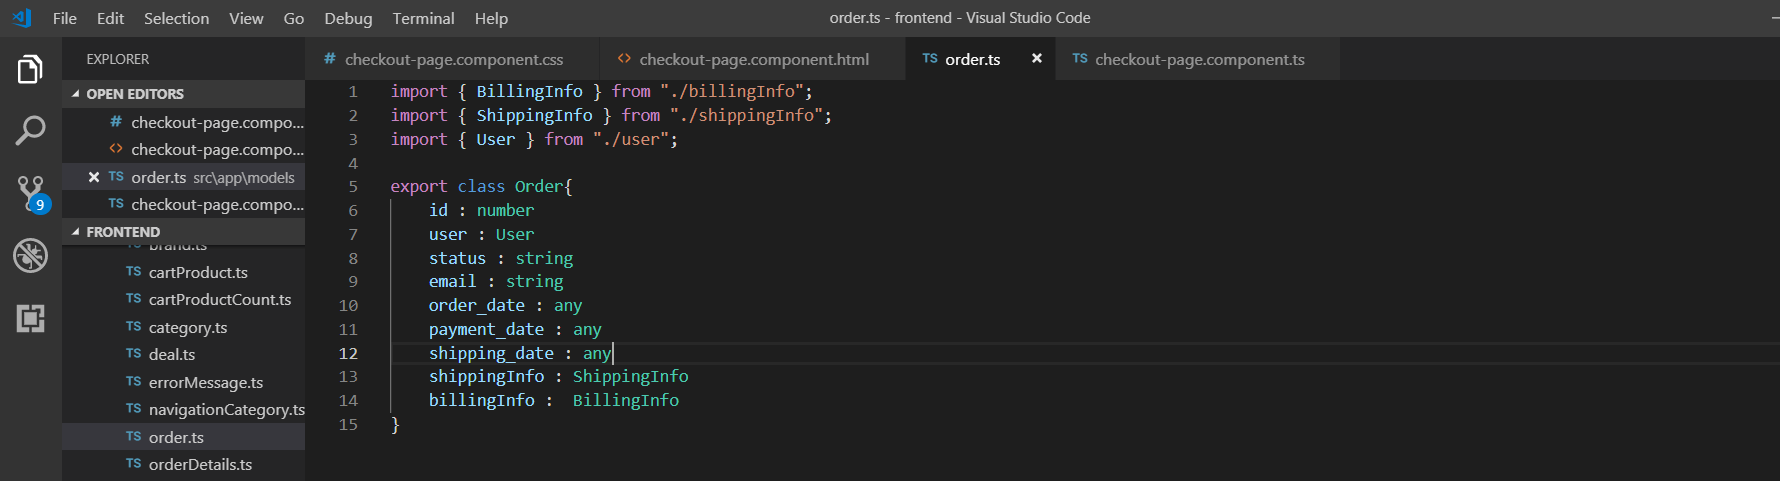 File Edit Selection View Go Debug Terminal Help
order.ts - frontend - Visual Studio Code
EXPLORER
# checkout-page.component.css
<> checkout-page.component.html
TS order.ts ×
TS checkout-page.component.ts
OPEN EDITORS
# checkout-page.compo...
<> checkout-page.compo...
× TS order.ts src\app\models
TS checkout-page.compo...
9
FRONTEND
TS brand.ts
TS cartProduct.ts
TS cartProductCount.ts
TS category.ts
TS deal.ts
TS errorMessage.ts
TS navigationCategory.ts
TS order.ts
TS orderDetails.ts
1 import { BillingInfo } from "./billingInfo";
2 import { ShippingInfo } from "./shippingInfo";
3 import { User } from "./user";
4
5 export class Order{
6 id : number
7 user : User
8 status : string
9 email : string
10 order_date : any
11 payment_date : any
12 shipping_date : any
13 shippingInfo : ShippingInfo
14 billingInfo :  BillingInfo
15 }